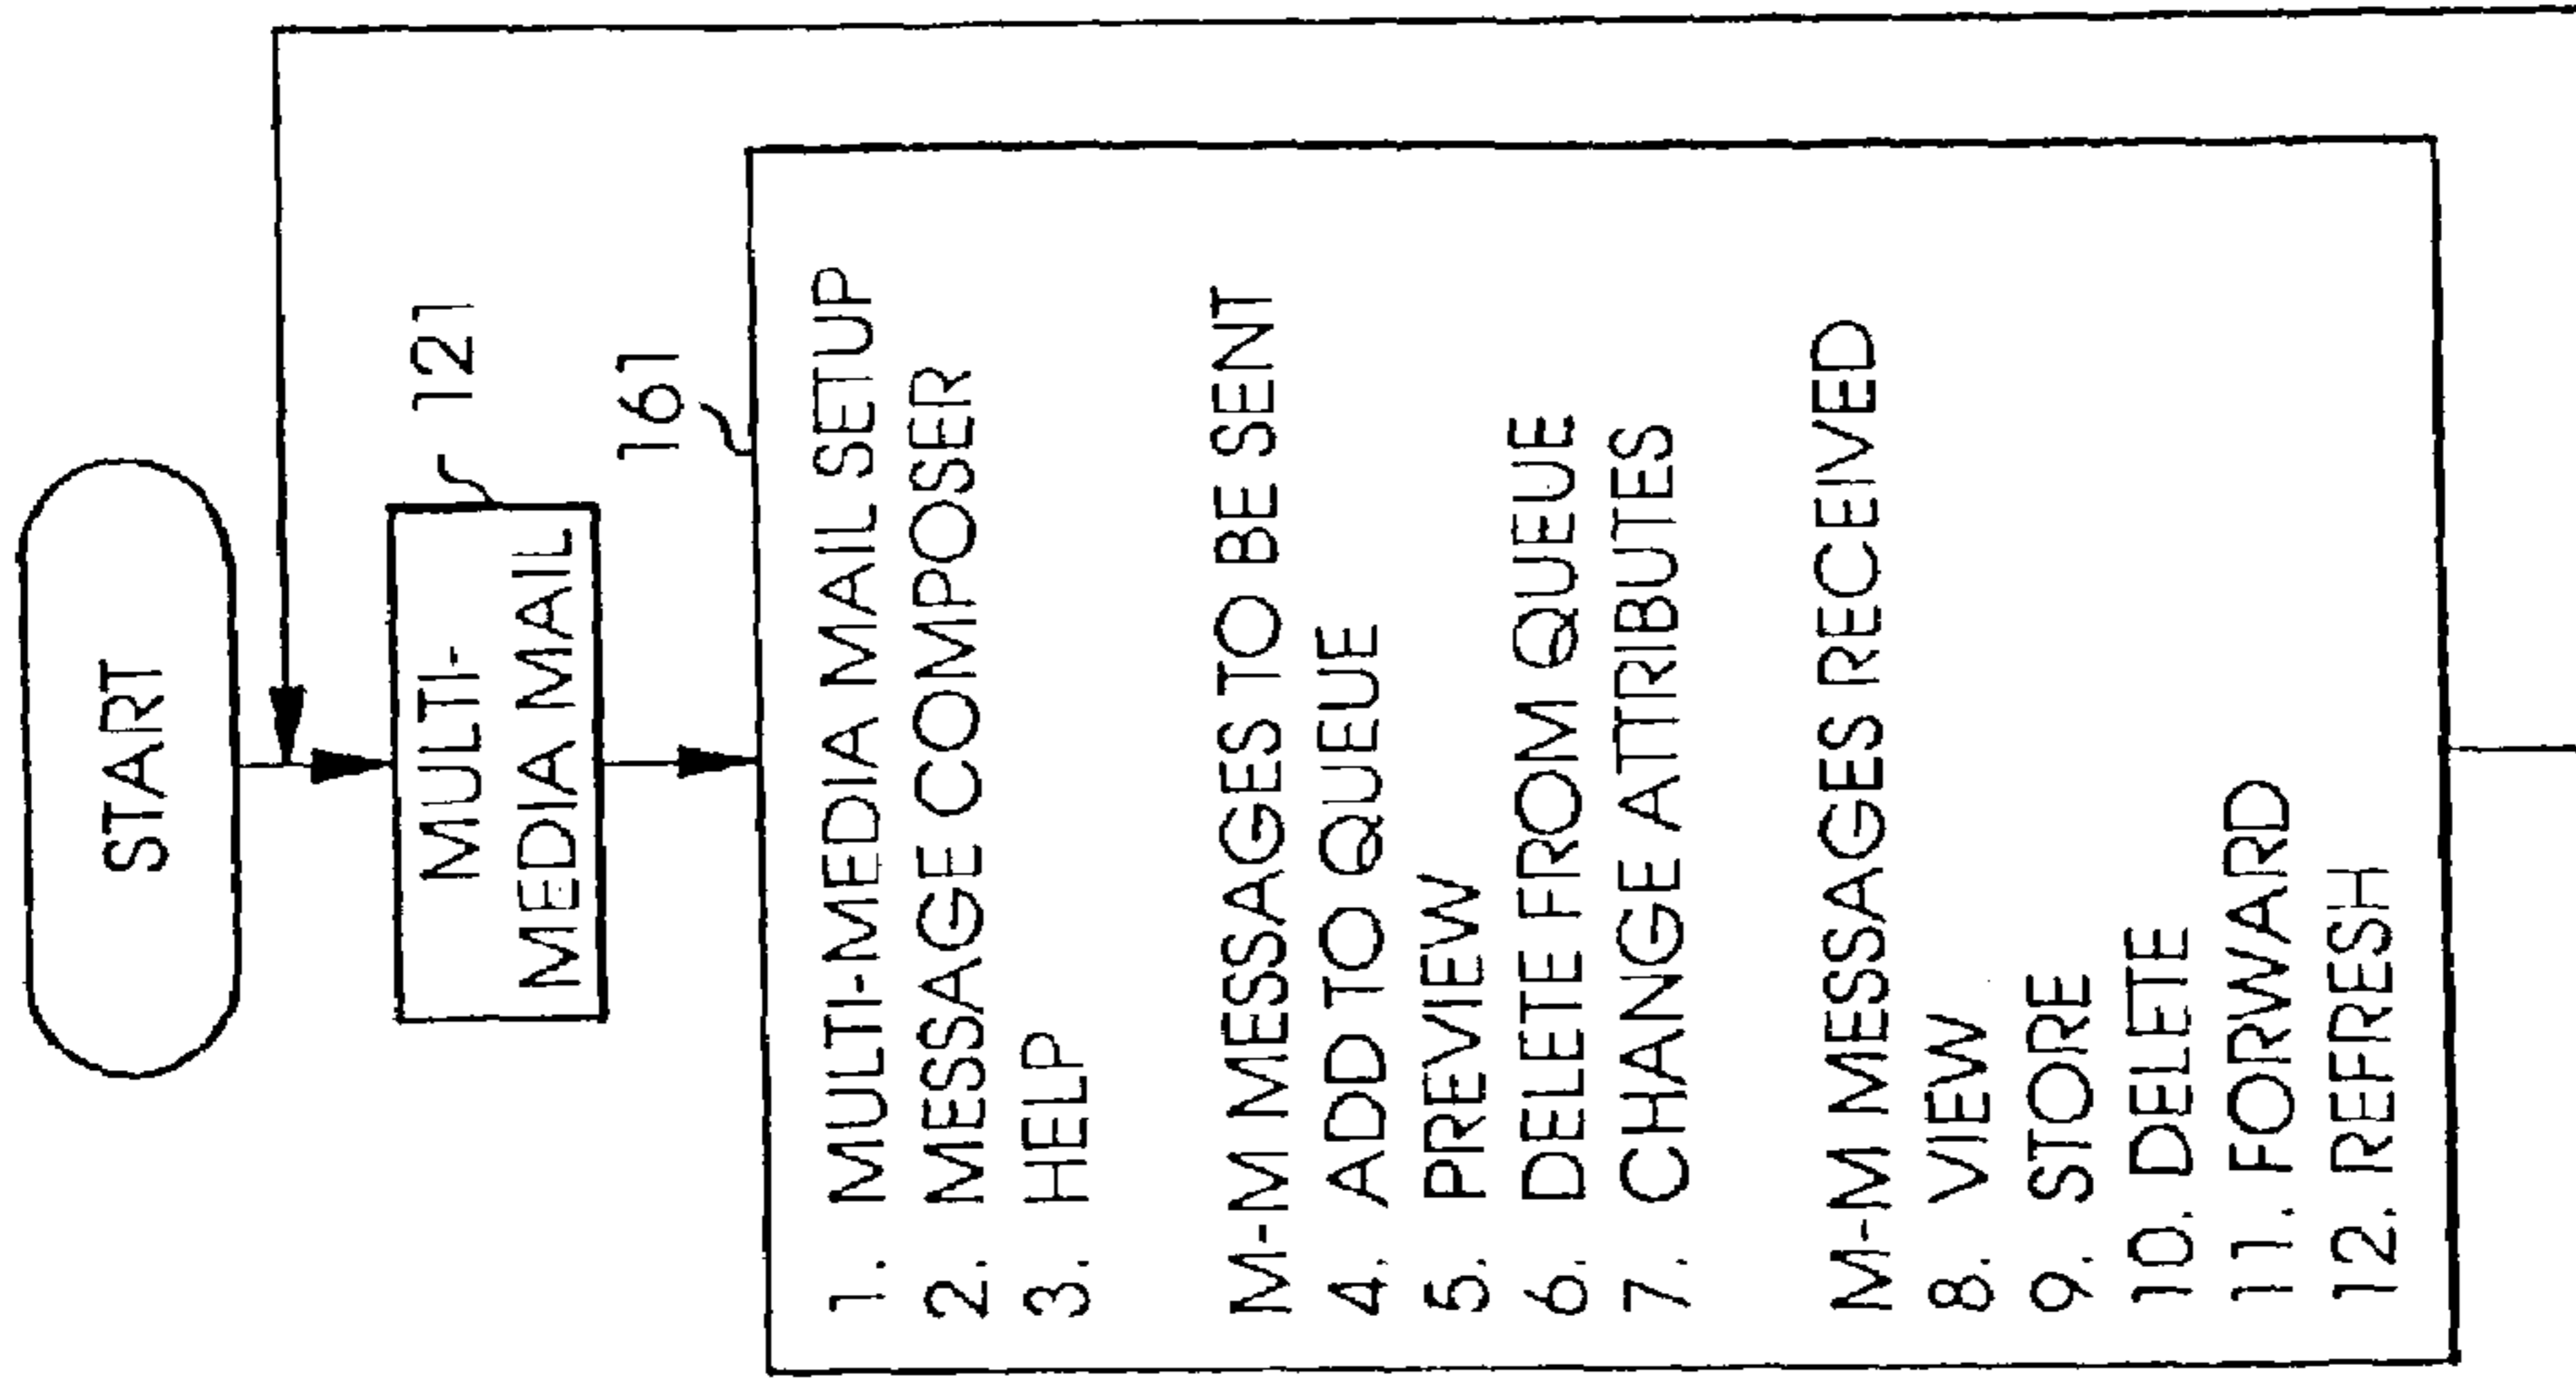 START
MULTI-
MEDIA MAIL
121
161
1. MULTI-MEDIA MAIL SETUP
2. MESSAGE COMPOSER
3. HELP
M-M MESSAGES TO BE SENT
4. ADD TO QUEUE
5. PREVIEW
6. DELETE FROM QUEUE
7. CHANGE ATTRIBUTES
M-M MESSAGES RECEIVED
8. VIEW
9. STORE
10. DELETE
11. FORWARD
12. REFRESH